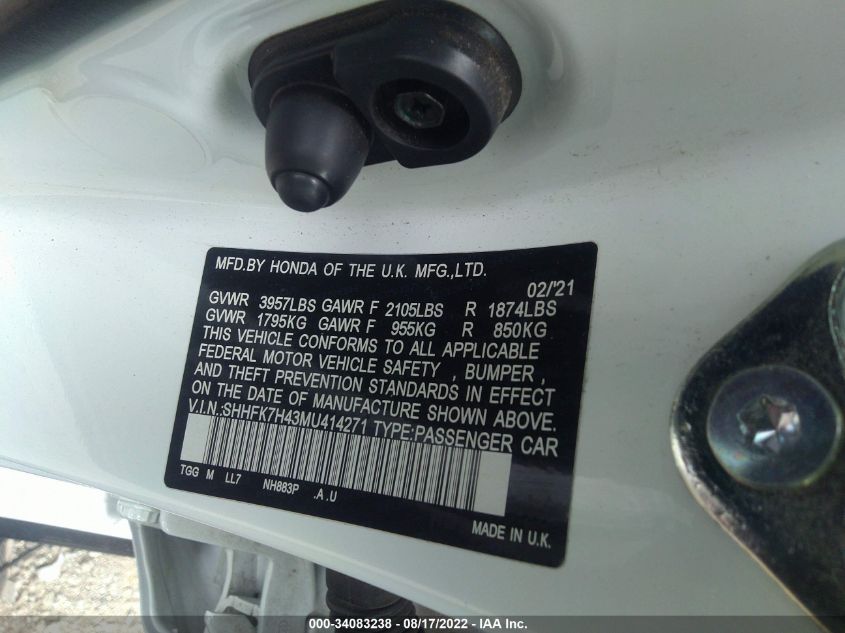 MFD.BY HONDA OF THE U.K. MFG.,LTD.
02/'21
GVWR 3957LBS GAWR F 2105LBS R 1874LBS
GVWR 1795KG GAWR F 955KG R 850KG
THIS VEHICLE CONFORMS TO ALL APPLICABLE
FEDERAL MOTOR VEHICLE SAFETY , BUMPER ,
AND THEFT PREVENTION STANDARDS IN EFFECT
ON THE DATE OF MANUFACTURE SHOWN ABOVE.
V.I.N:SHHFK7H43MU414271 TYPE:PASSENGER CAR
TGG M LL7 NH883P .A.U
MADE IN U.K.
000-34083238 - 08/17/2022 - IAA Inc.